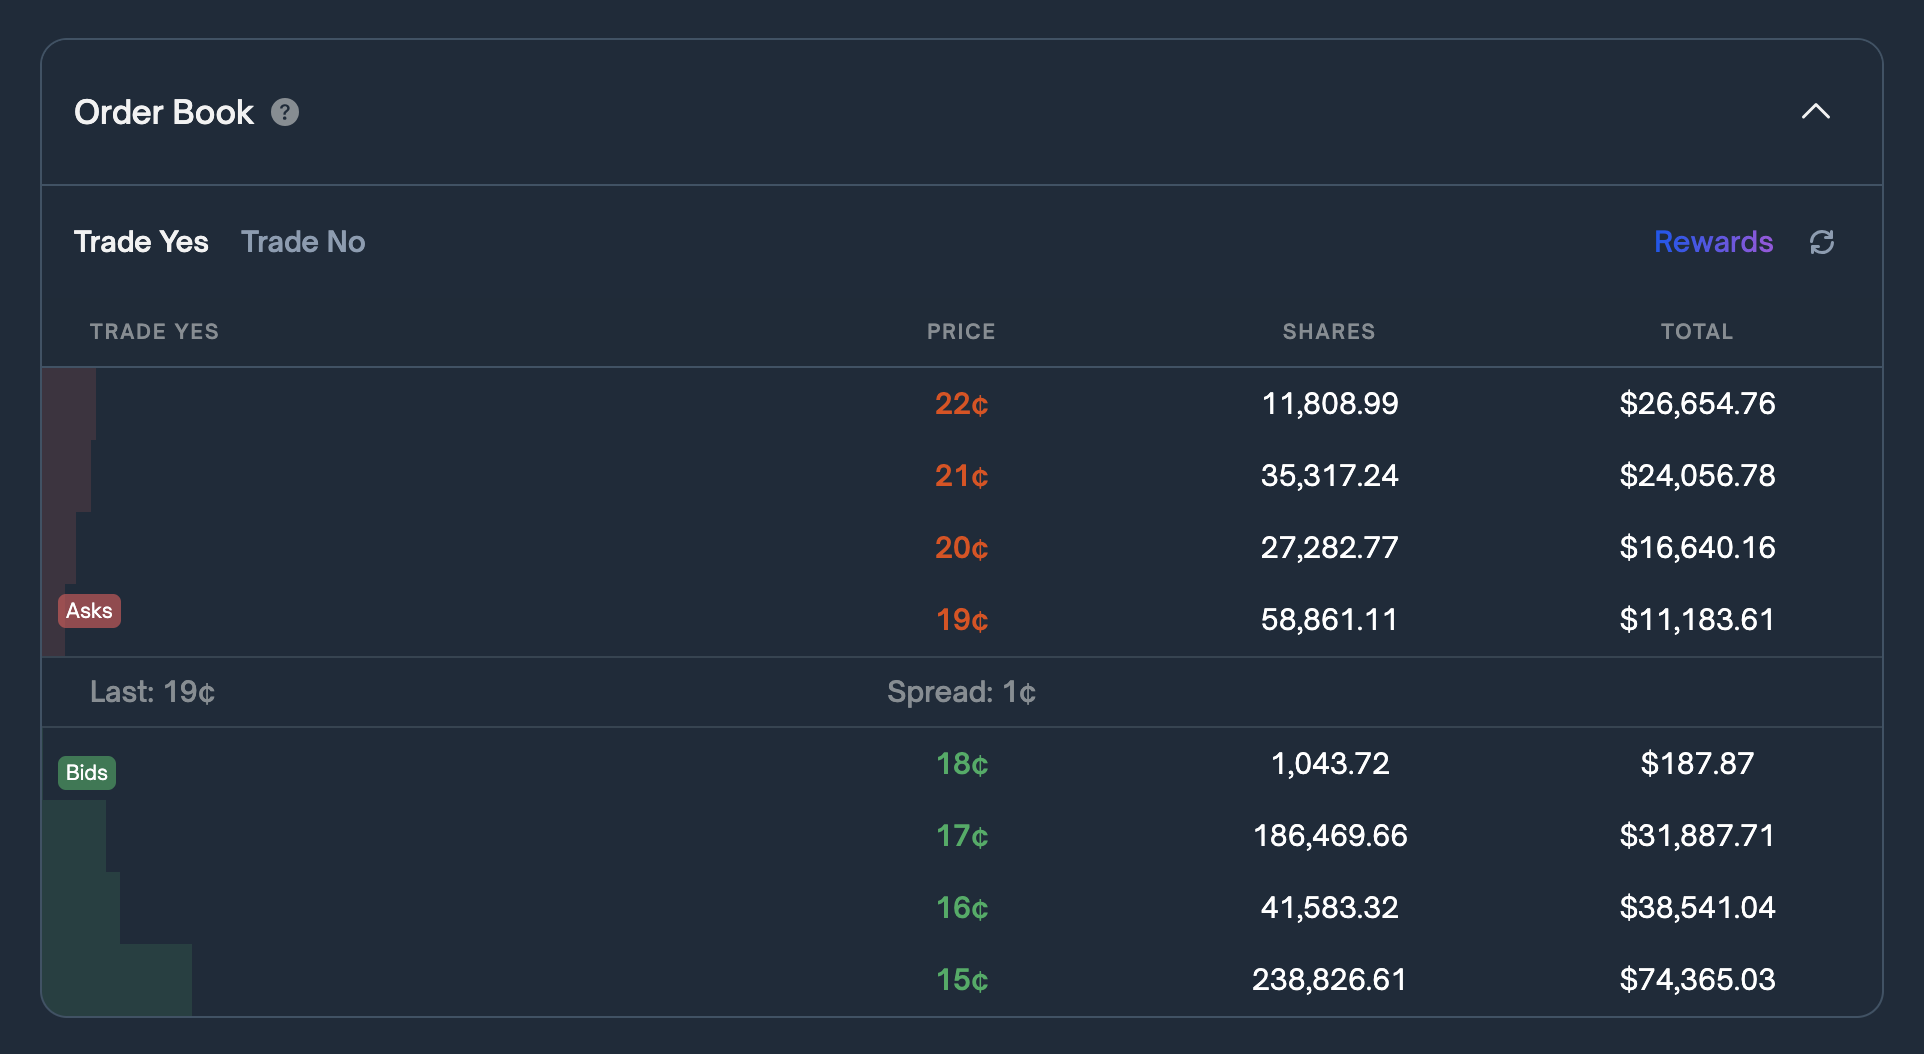 Order Book ?
Trade Yes Trade No Rewards
TRADE YES PRICE SHARES TOTAL
22¢ 11,808.99 $26,654.76
21¢ 35,317.24 $24,056.78
20¢ 27,282.77 $16,640.16
Asks 19¢ 58,861.11 $11,183.61
Last: 19¢ Spread: 1¢
Bids 18¢ 1,043.72 $187.87
17¢ 186,469.66 $31,887.71
16¢ 41,583.32 $38,541.04
15¢ 238,826.61 $74,365.03